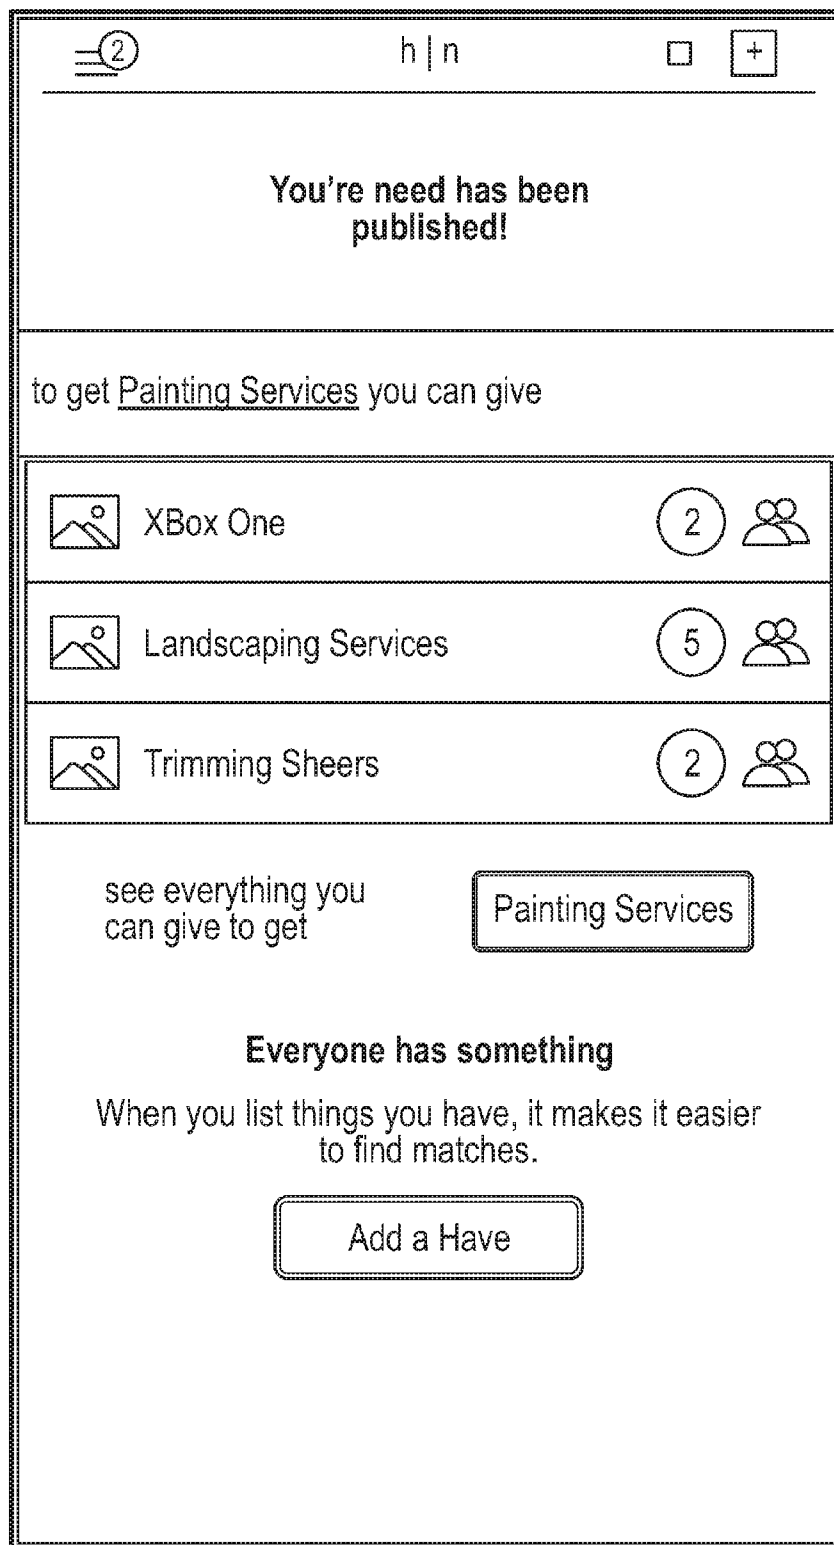 2 h | n +
You're need has been
published!
to get Painting Services you can give
XBox One 2
Landscaping Services 5
Trimming Sheers 2
see everything you
can give to get
Painting Services
Everyone has something
When you list things you have, it makes it easier
to find matches.
Add a Have